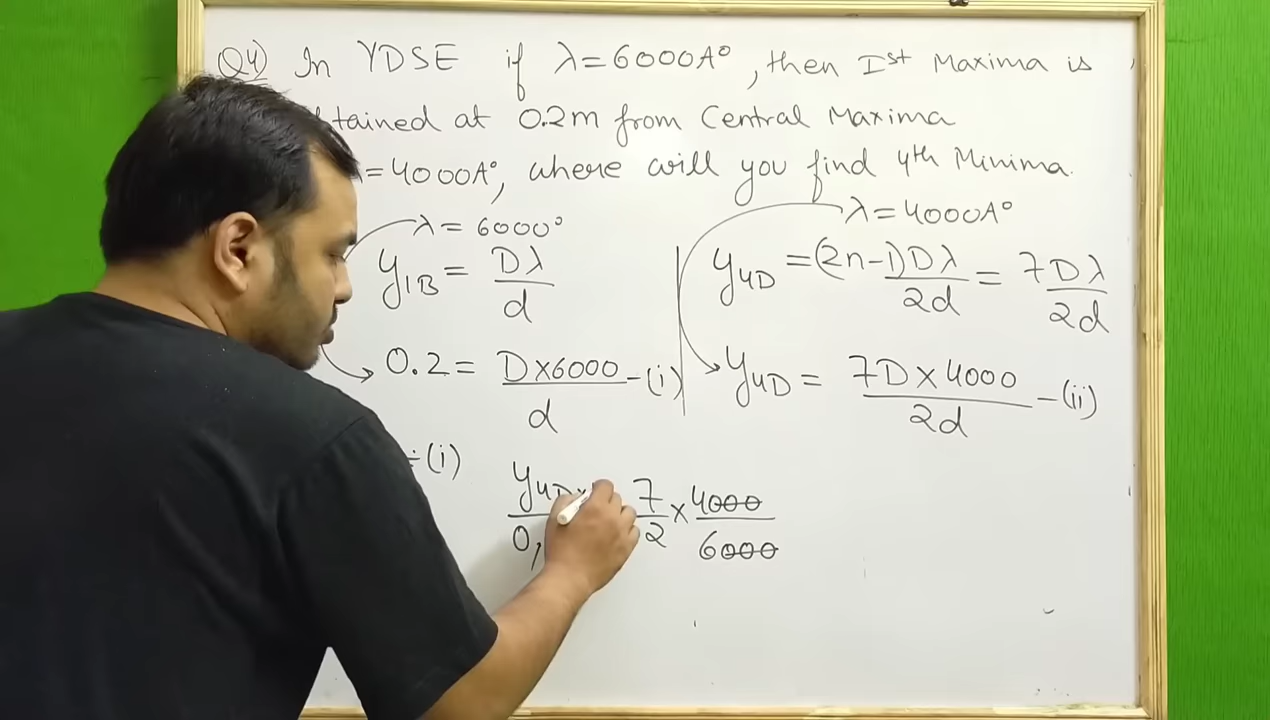 Q4) In YDSE if λ=6000A°, then Ist Maxima is
tained at 0.2m from Central Maxima
=4000A°, where will you find 4th Minima.
λ=6000°
y1B = Dλ/d
0.2 = D×6000/d -(i)
λ=4000A°
y4D = (2n-1)Dλ/2d = 7Dλ/2d
y4D = 7D×4000/2d -(ii)
÷(i)
y4D/0. 7/2 × 4000/6000